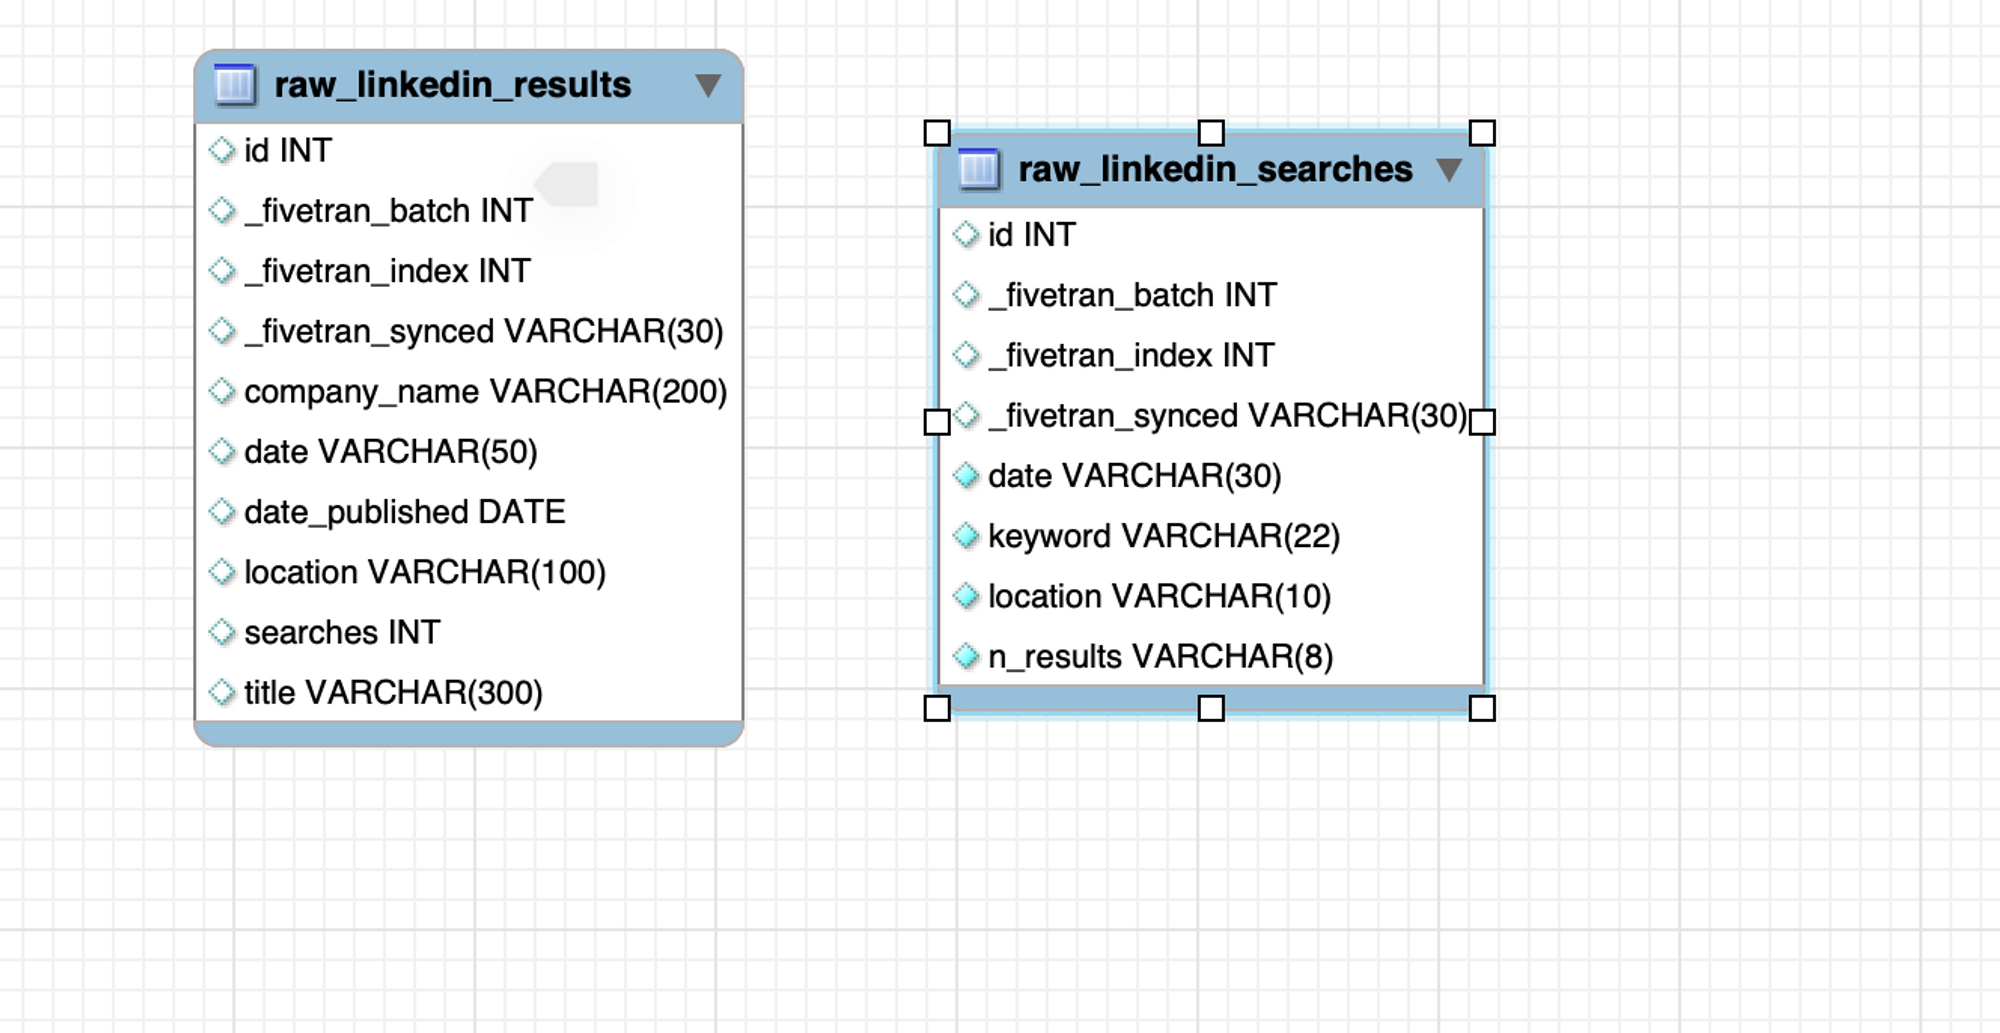 raw_linkedin_results
id INT
_fivetran_batch INT
_fivetran_index INT
_fivetran_synced VARCHAR(30)
company_name VARCHAR(200)
date VARCHAR(50)
date_published DATE
location VARCHAR(100)
searches INT
title VARCHAR(300)
raw_linkedin_searches
id INT
_fivetran_batch INT
_fivetran_index INT
_fivetran_synced VARCHAR(30)
date VARCHAR(30)
keyword VARCHAR(22)
location VARCHAR(10)
n_results VARCHAR(8)